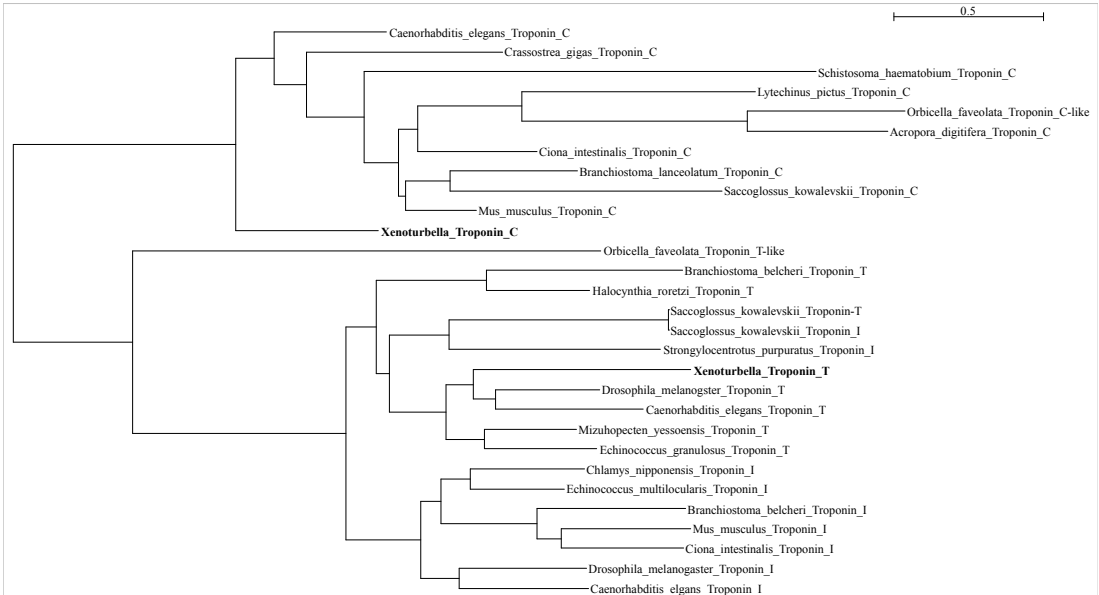 0.5
Caenorhabditis_elegans_Troponin_C
Crassostrea_gigas_Troponin_C
Schistosoma_haematobium_Troponin_C
Lytechinus_pictus_Troponin_C
Orbicella_faveolata_Troponin_C-like
Acropora_digitifera_Troponin_C
Ciona_intestinalis_Troponin_C
Branchiostoma_lanceolatum_Troponin_C
Saccoglossus_kowalevskii_Troponin_C
Mus_musculus_Troponin_C
Xenoturbella_Troponin_C
Orbicella_faveolata_Troponin_T-like
Branchiostoma_belcheri_Troponin_T
Halocynthia_roretzi_Troponin_T
Saccoglossus_kowalevskii_Troponin-T
Saccoglossus_kowalevskii_Troponin_I
Strongylocentrotus_purpuratus_Troponin_I
Xenoturbella_Troponin_T
Drosophila_melanogster_Troponin_T
Caenorhabditis_elegans_Troponin_T
Mizuhopecten_yessoensis_Troponin_T
Echinococcus_granulosus_Troponin_T
Chlamys_nipponensis_Troponin_I
Echinococcus_multilocularis_Troponin_I
Branchiostoma_belcheri_Troponin_I
Mus_musculus_Troponin_I
Ciona_intestinalis_Troponin_I
Drosophila_melanogaster_Troponin_I
Caenorhabditis_elgans_Troponin_I